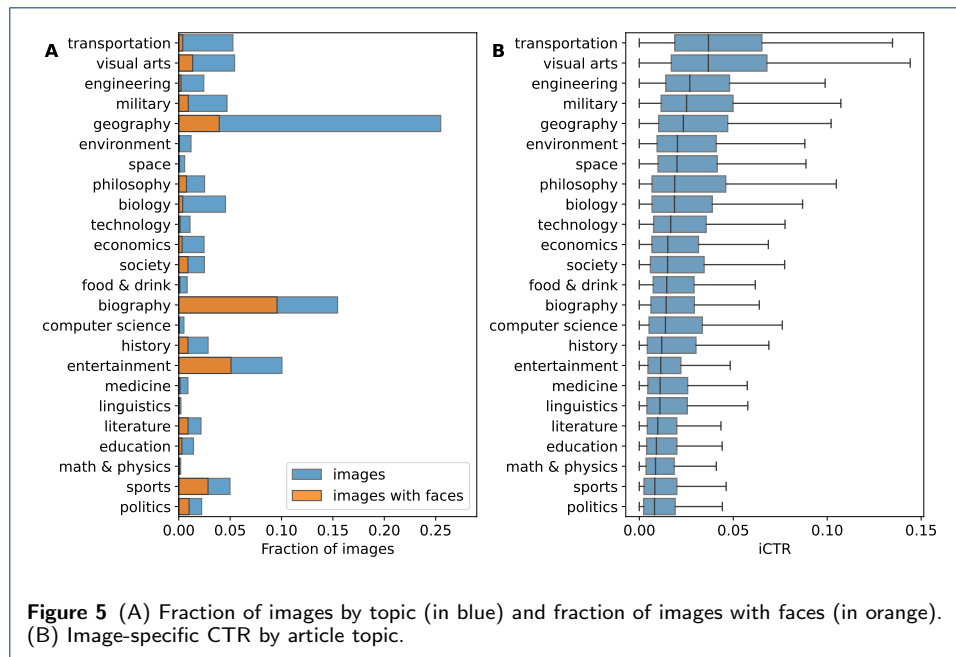 A
transportation
visual arts
engineering
military
geography
environment
space
philosophy
biology
technology
economics
society
food & drink
biography
computer science
history
entertainment
medicine
linguistics
literature
education
math & physics
sports
politics
images
images with faces
0.00 0.05 0.10 0.15 0.20 0.25
Fraction of images
B
transportation
visual arts
engineering
military
geography
environment
space
philosophy
biology
technology
economics
society
food & drink
biography
computer science
history
entertainment
medicine
linguistics
literature
education
math & physics
sports
politics
0.00 0.05 0.10 0.15
iCTR
Figure 5 (A) Fraction of images by topic (in blue) and fraction of images with faces (in orange).
(B) Image-specific CTR by article topic.